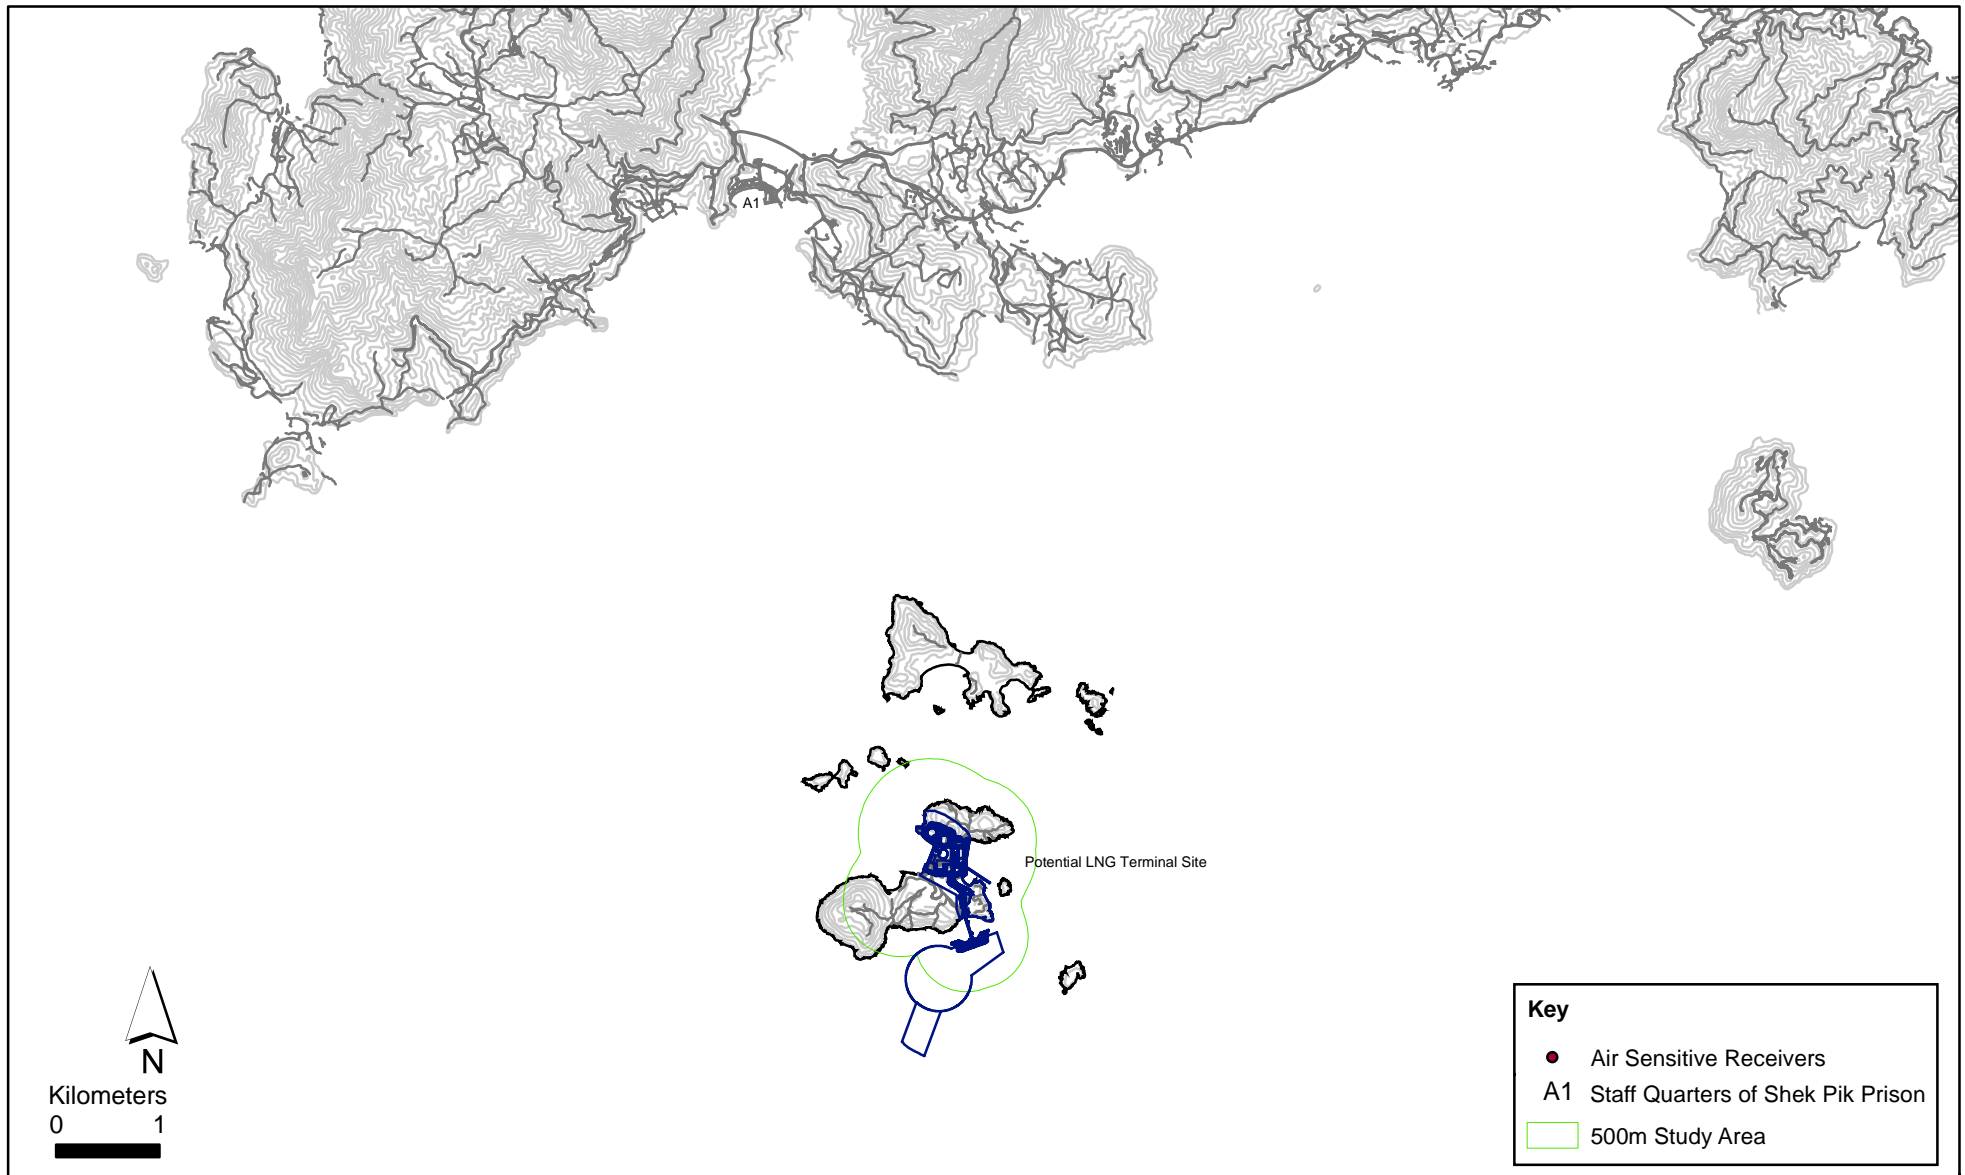 A1
Potential LNG Terminal Site
N
Kilometers
0 1
Key
Air Sensitive Receivers
A1 Staff Quarters of Shek Pik Prison
500m Study Area